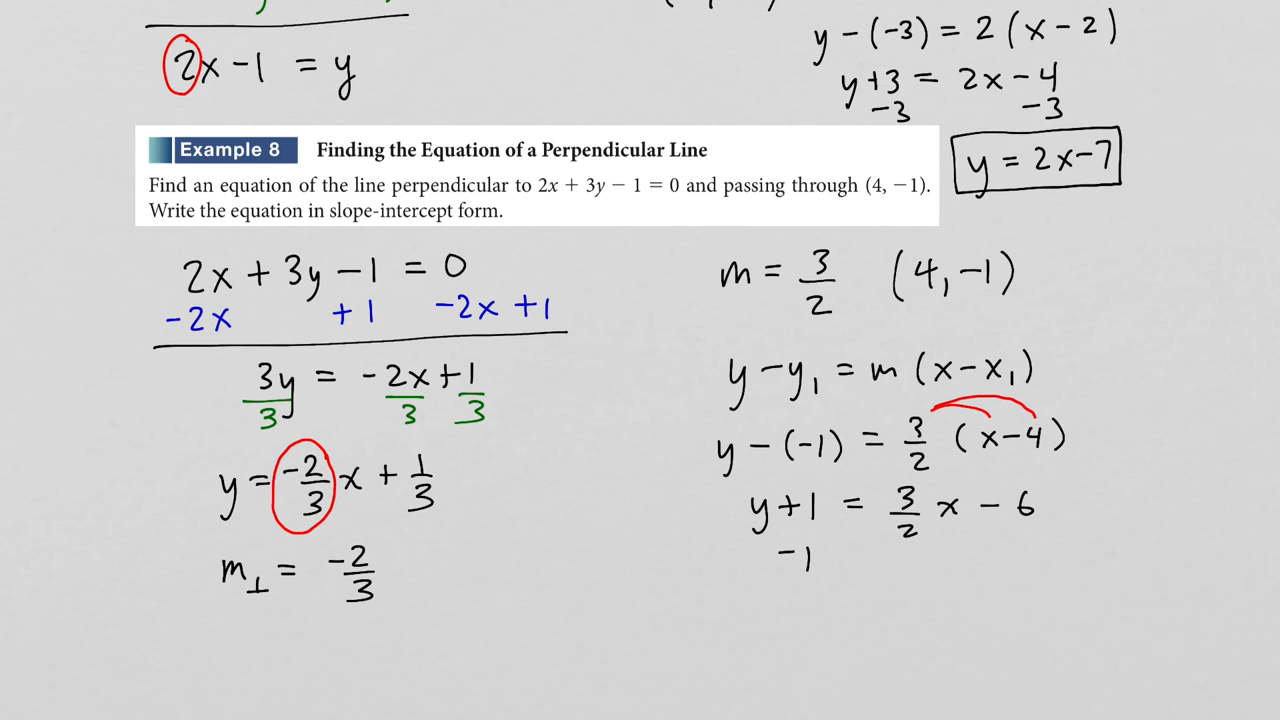 2x - 1 = y
y - (-3) = 2(x - 2)
y + 3 = 2x - 4
-3 -3
y = 2x - 7
Example 8 Finding the Equation of a Perpendicular Line
Find an equation of the line perpendicular to 2x + 3y − 1 = 0 and passing through (4, −1).
Write the equation in slope-intercept form.
2x + 3y - 1 = 0
-2x +1 -2x +1
3y = -2x + 1
3 3 3
y = -2/3 x + 1/3
m⊥ = -2/3
m = 3/2 (4, -1)
y - y₁ = m(x - x₁)
y - (-1) = 3/2 (x - 4)
y + 1 = 3/2 x - 6
-1